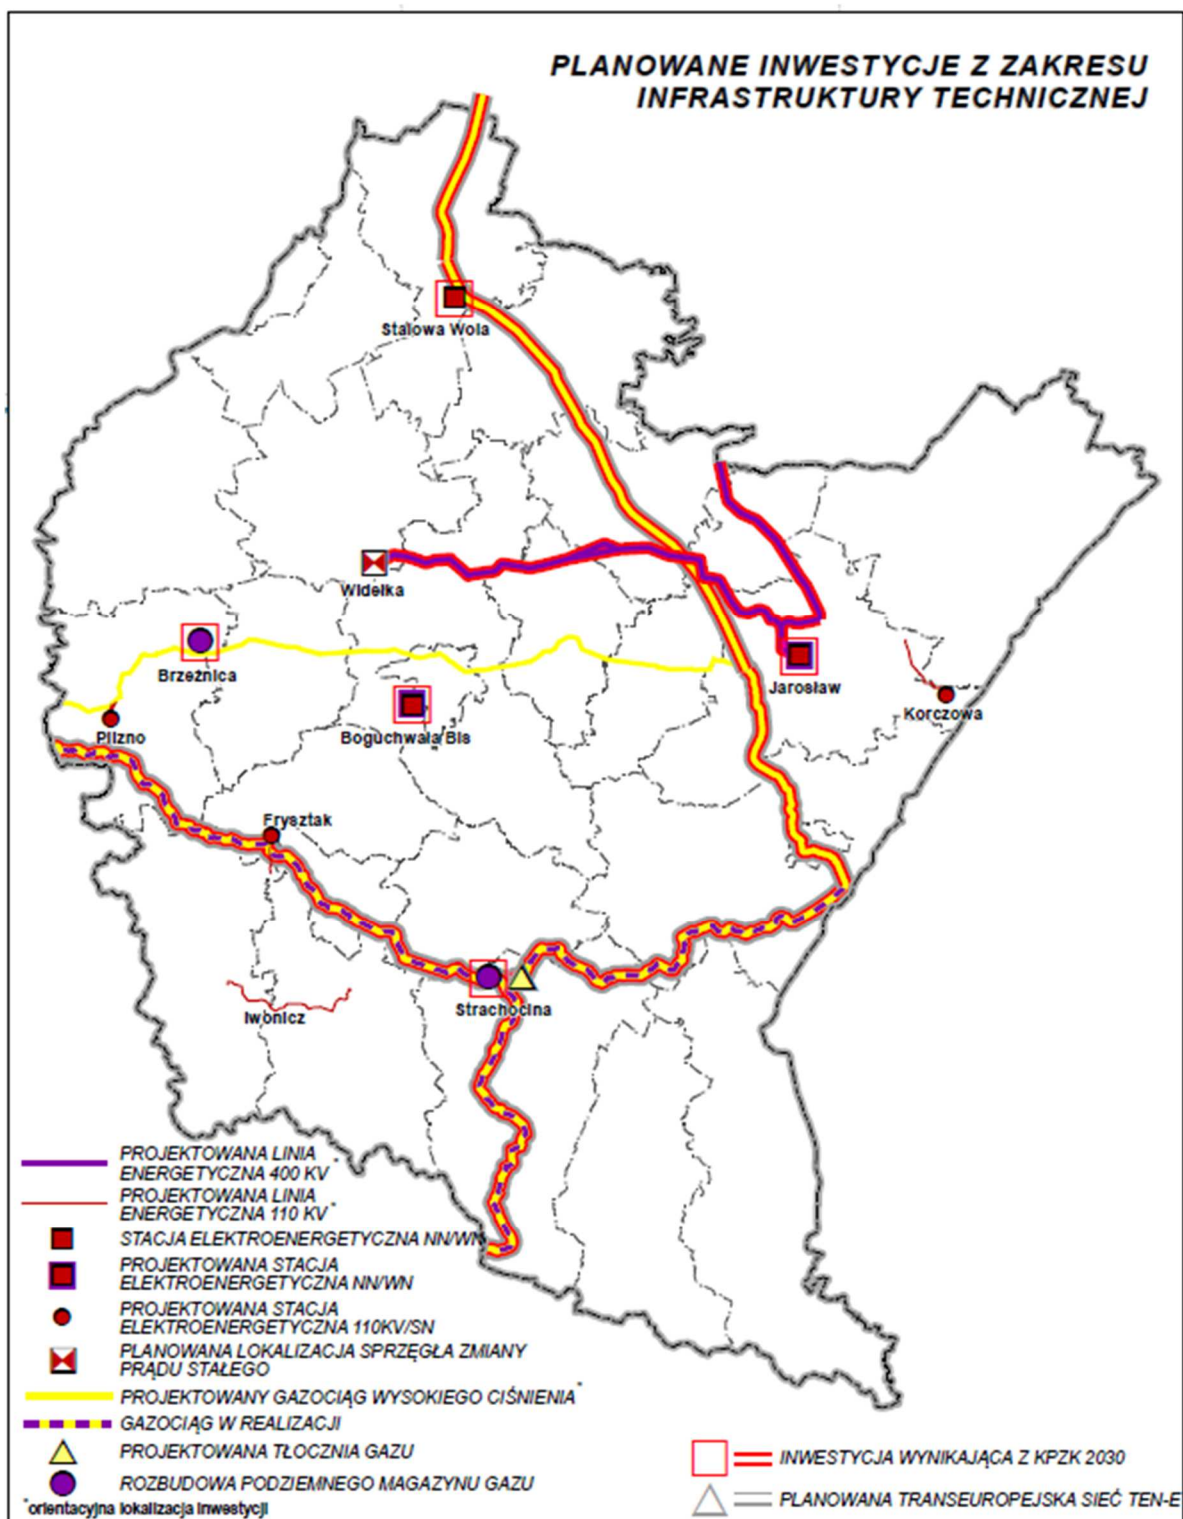 PLANOWANE INWESTYCJE Z ZAKRESU
INFRASTRUKTURY TECHNICZNEJ
Stalowa Wola
Widełka
Brzeźnica
Jarosław
Korczowa
Pilzno
Boguchwała Bis
Frysztak
Strachocina
Iwonicz
PROJEKTOWANA LINIA
ENERGETYCZNA 400 KV*
PROJEKTOWANA LINIA
ENERGETYCZNA 110 KV*
STACJA ELEKTROENERGETYCZNA NN/WN
PROJEKTOWANA STACJA
ELEKTROENERGETYCZNA NN/WN
PROJEKTOWANA STACJA
ELEKTROENERGETYCZNA 110KV/SN
PLANOWANA LOKALIZACJA SPRZĘGŁA ZMIANY
PRĄDU STAŁEGO
PROJEKTOWANY GAZOCIĄG WYSOKIEGO CIŚNIENIA*
GAZOCIĄG W REALIZACJI
PROJEKTOWANA TŁOCZNIA GAZU
ROZBUDOWA PODZIEMNEGO MAGAZYNU GAZU
*orientacyjna lokalizacja inwestycji
INWESTYCJA WYNIKAJĄCA Z KPZK 2030
PLANOWANA TRANSEUROPEJSKA SIEĆ TEN-E